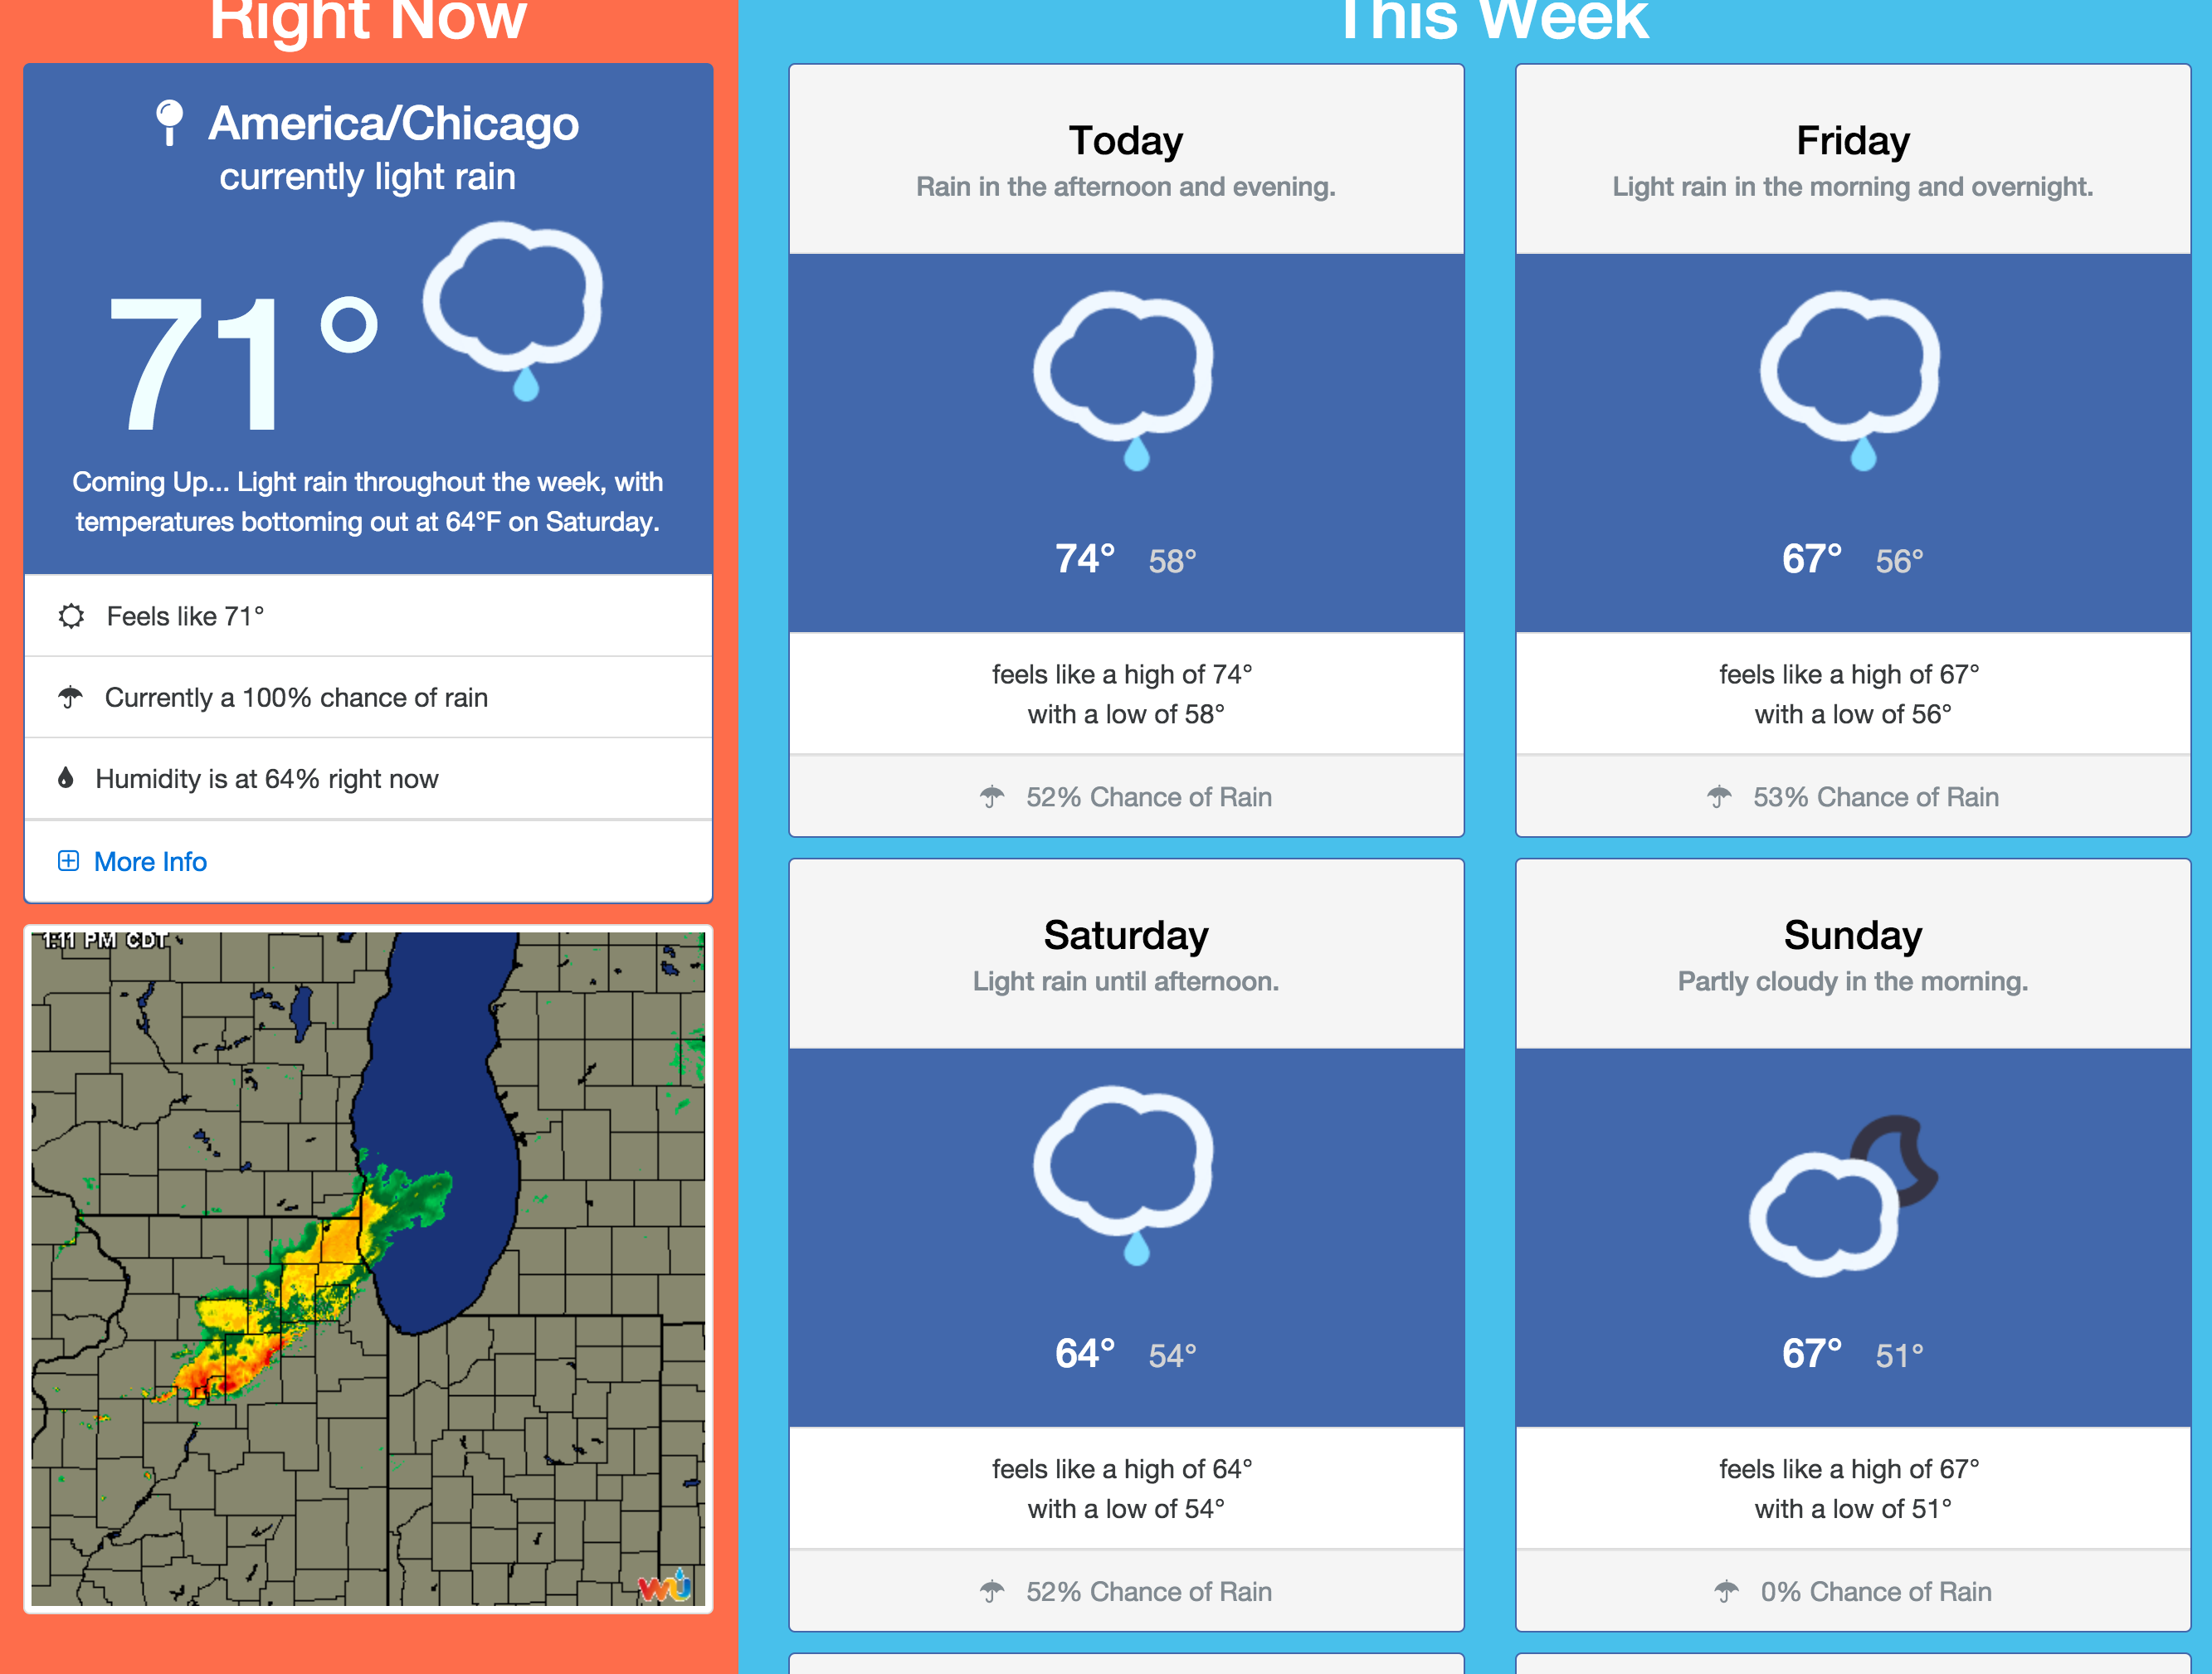 Right Now
America/Chicago
currently light rain
71°
Coming Up... Light rain throughout the week, with
temperatures bottoming out at 64°F on Saturday.
Feels like 71°
Currently a 100% chance of rain
Humidity is at 64% right now
More Info
1:11 PM CDT
WU
This Week
Today
Rain in the afternoon and evening.
74° 58°
feels like a high of 74°
with a low of 58°
52% Chance of Rain
Friday
Light rain in the morning and overnight.
67° 56°
feels like a high of 67°
with a low of 56°
53% Chance of Rain
Saturday
Light rain until afternoon.
64° 54°
feels like a high of 64°
with a low of 54°
52% Chance of Rain
Sunday
Partly cloudy in the morning.
67° 51°
feels like a high of 67°
with a low of 51°
0% Chance of Rain